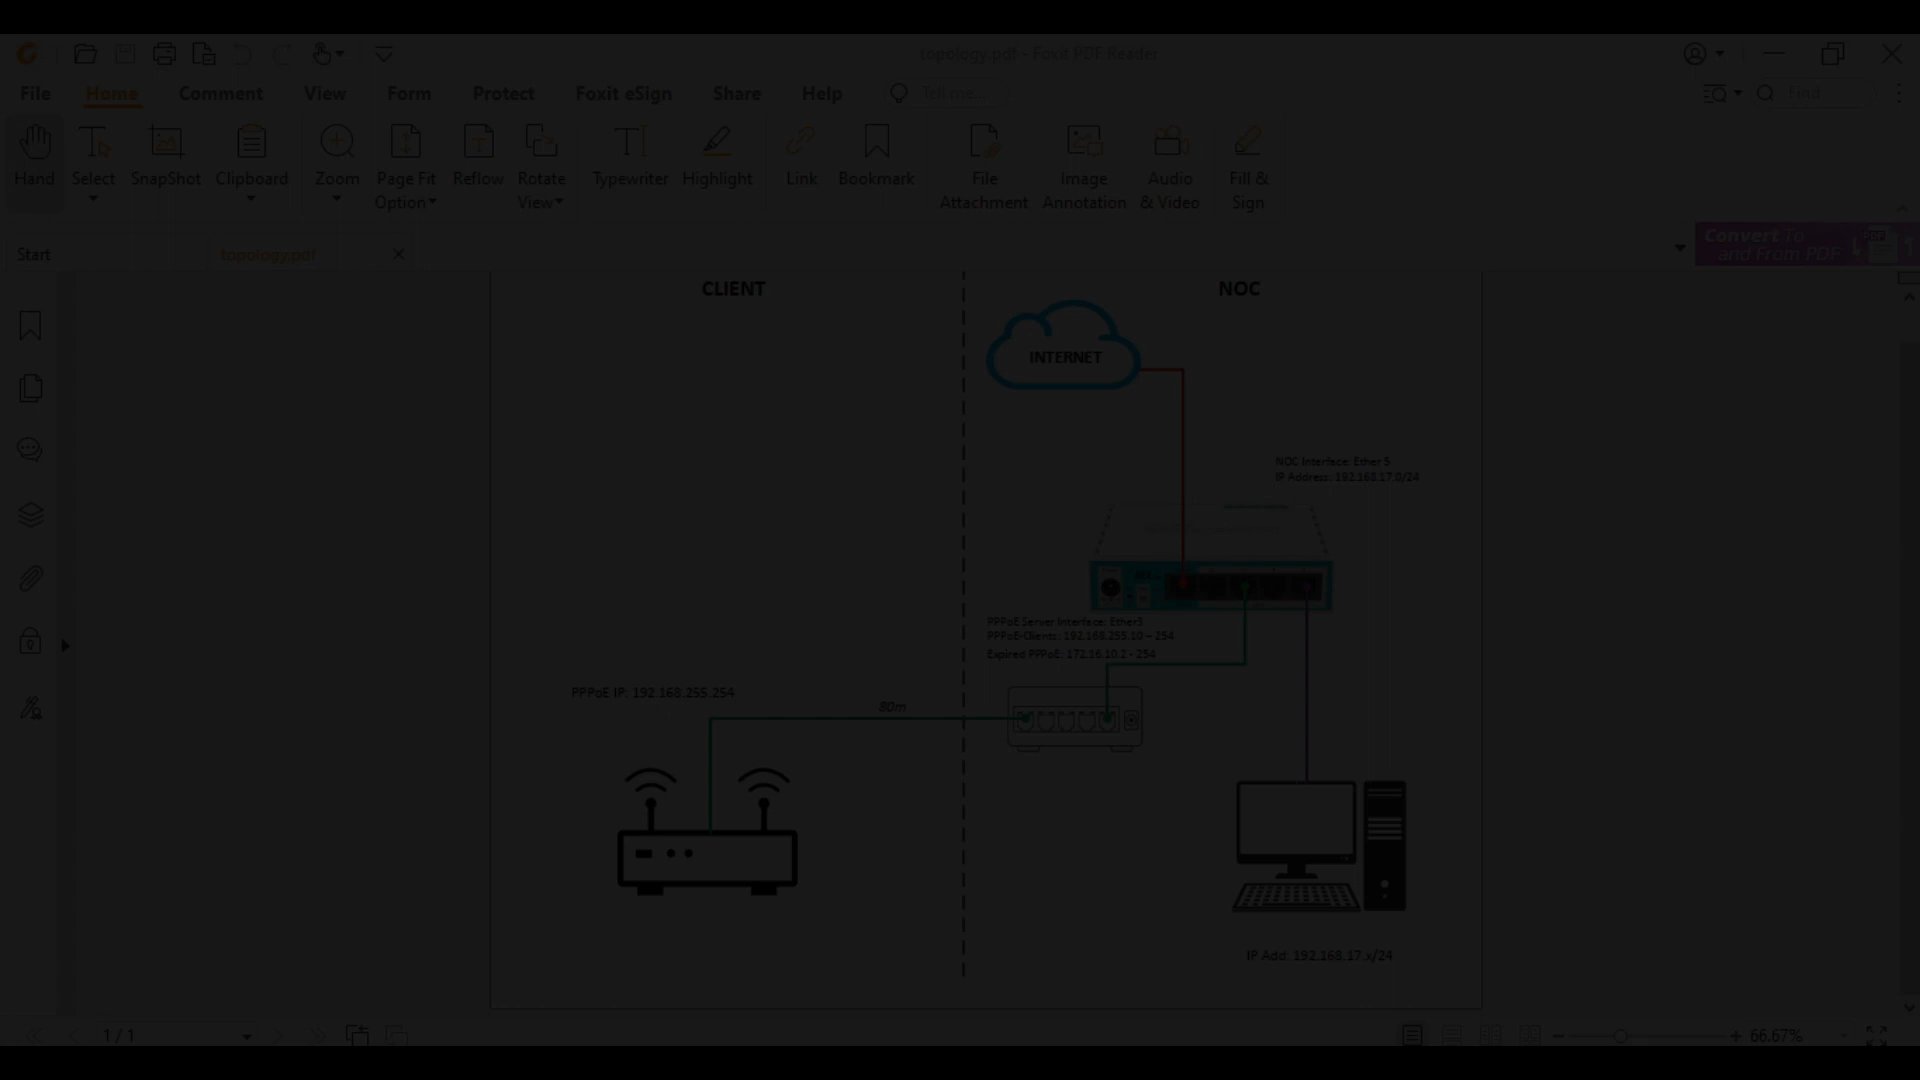 topology.pdf - Foxit PDF Reader
File Home Comment View Form Protect Foxit eSign Share Help Tell me... Find
Hand Select SnapShot Clipboard Zoom Page Fit Option Reflow Rotate View Typewriter Highlight Link Bookmark File Attachment Image Annotation Audio & Video Fill & Sign
Start topology.pdf
Convert To
and From PDF
PDF
CLIENT NOC
INTERNET
NOC Interface: Ether 5
IP Address: 192.168.17.0/24
PPPoE Server Interface: Ether3
PPPoE-Clients: 192.168.255.10 – 254
Expired PPPoE: 172.16.10.2 - 254
PPPoE IP: 192.168.255.254
80m
IP Add: 192.168.17.x/24
1 / 1
66.67%